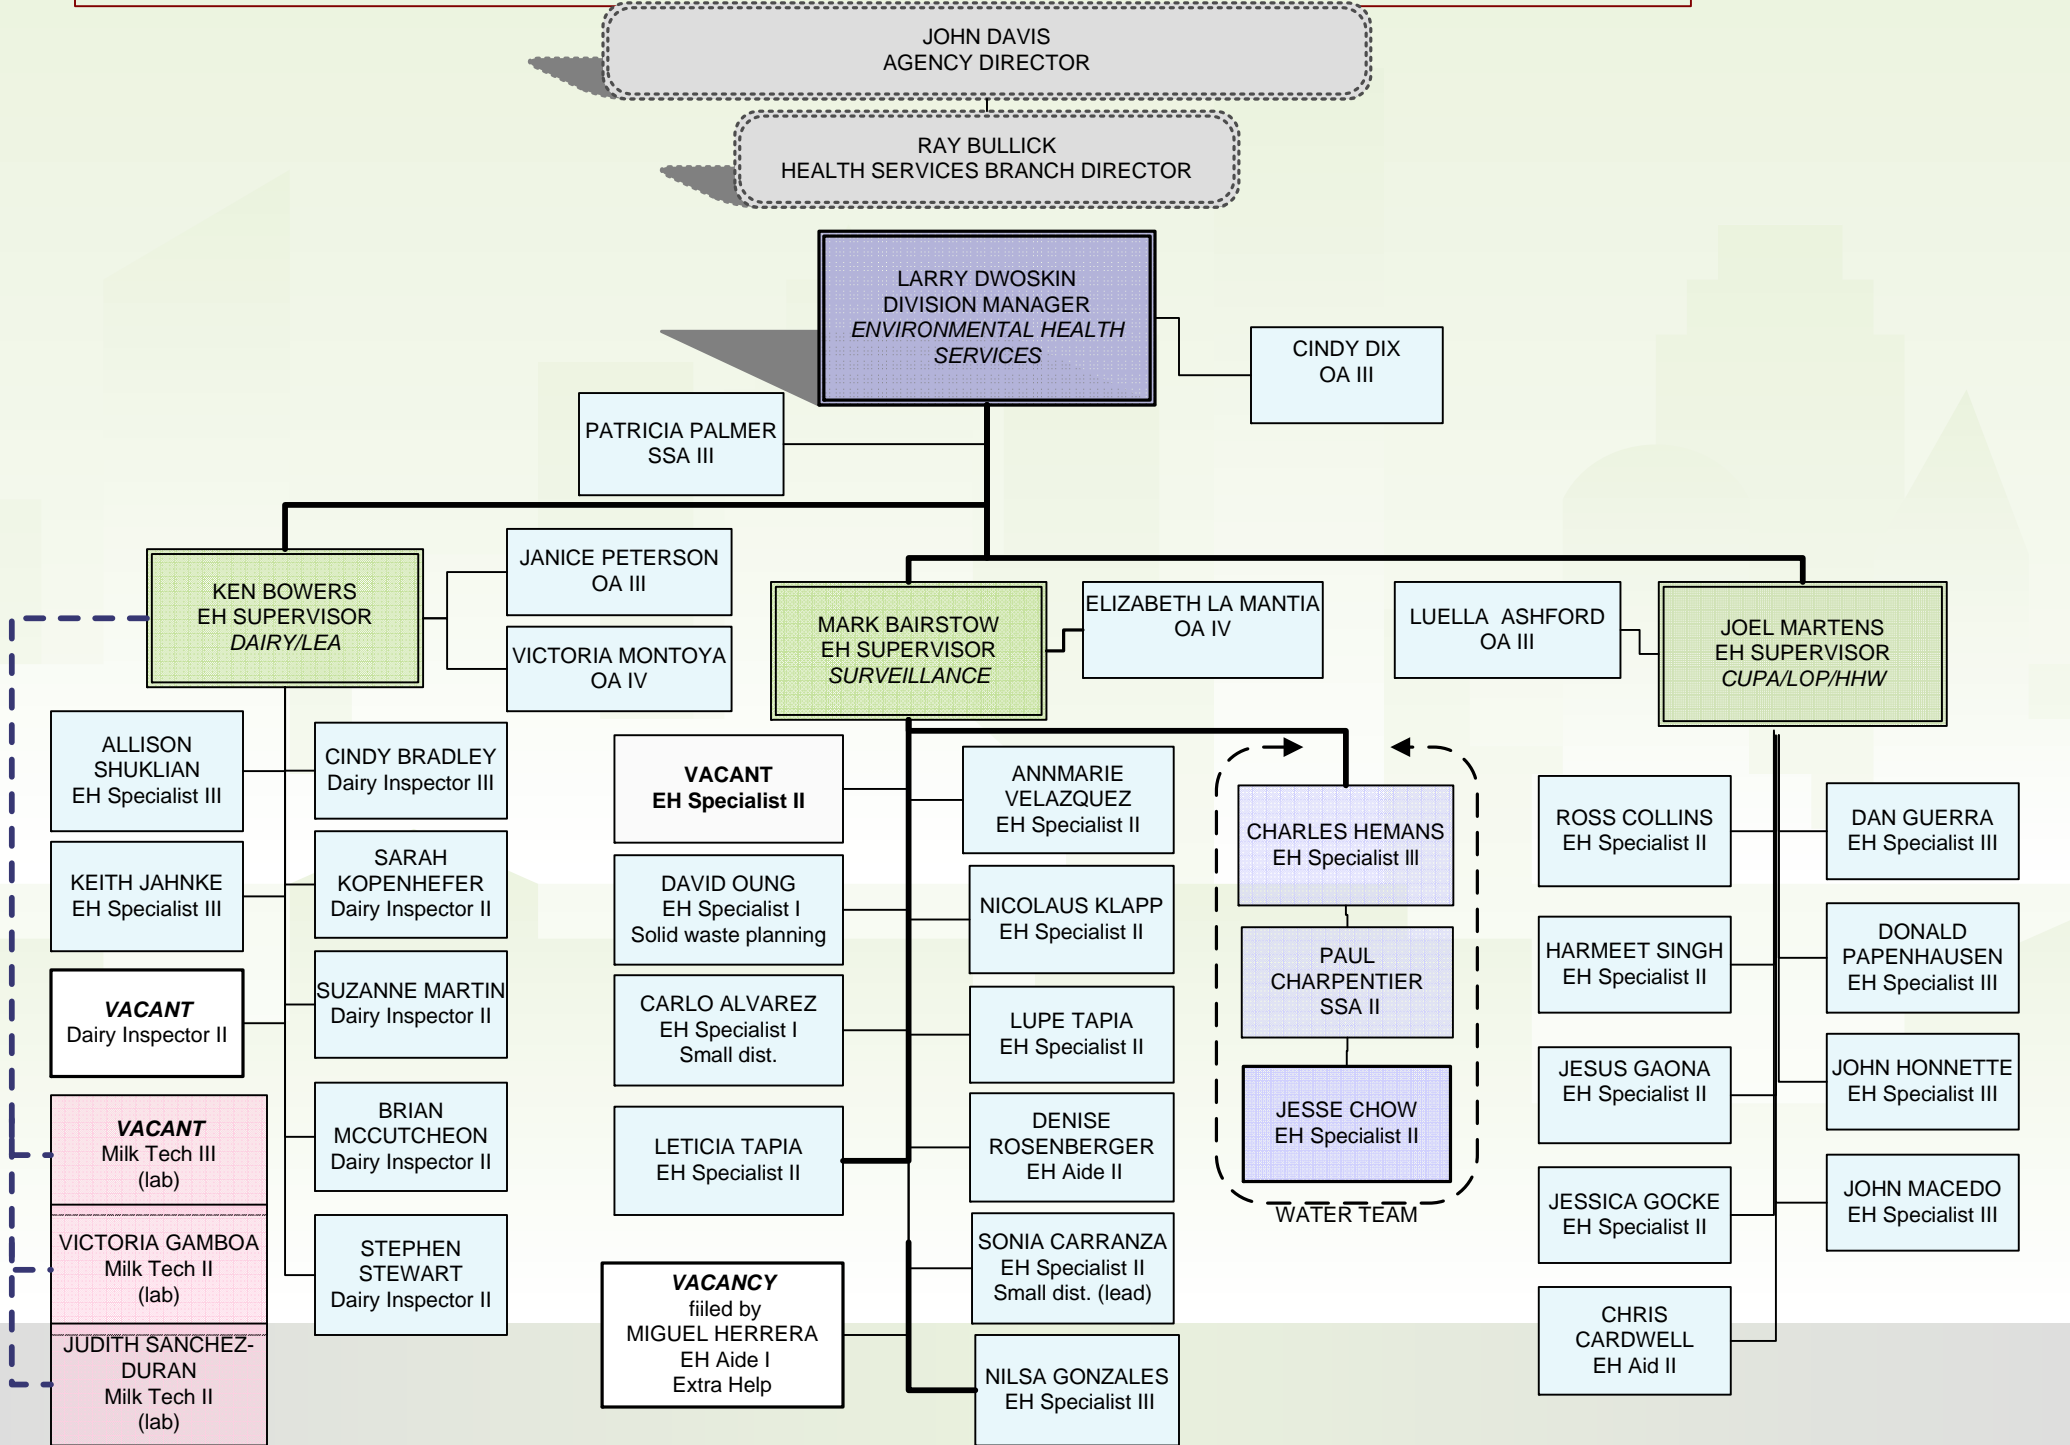 JOHN DAVIS
AGENCY DIRECTOR
RAY BULLICK
HEALTH SERVICES BRANCH DIRECTOR
LARRY DWOSKIN
DIVISION MANAGER
ENVIRONMENTAL HEALTH
SERVICES
CINDY DIX
OA III
PATRICIA PALMER
SSA III
KEN BOWERS
EH SUPERVISOR
DAIRY/LEA
JANICE PETERSON
OA III
VICTORIA MONTOYA
OA IV
MARK BAIRSTOW
EH SUPERVISOR
SURVEILLANCE
ELIZABETH LA MANTIA
OA IV
LUELLA  ASHFORD
OA III
JOEL MARTENS
EH SUPERVISOR
CUPA/LOP/HHW
ALLISON
SHUKLIAN
EH Specialist III
CINDY BRADLEY
Dairy Inspector III
KEITH JAHNKE
EH Specialist III
SARAH
KOPENHEFER
Dairy Inspector II
VACANT
Dairy Inspector II
SUZANNE MARTIN
Dairy Inspector II
VACANT
Milk Tech III
(lab)
BRIAN
MCCUTCHEON
Dairy Inspector II
VICTORIA GAMBOA
Milk Tech II
(lab)
STEPHEN
STEWART
Dairy Inspector II
JUDITH SANCHEZ-
DURAN
Milk Tech II
(lab)
VACANT
EH Specialist II
ANNMARIE
VELAZQUEZ
EH Specialist II
DAVID OUNG
EH Specialist I
Solid waste planning
NICOLAUS KLAPP
EH Specialist II
CARLO ALVAREZ
EH Specialist I
Small dist.
LUPE TAPIA
EH Specialist II
LETICIA TAPIA
EH Specialist II
DENISE
ROSENBERGER
EH Aide II
SONIA CARRANZA
EH Specialist II
Small dist. (lead)
VACANCY
fiiled by
MIGUEL HERRERA
EH Aide I
Extra Help
NILSA GONZALES
EH Specialist III
CHARLES HEMANS
EH Specialist III
PAUL
CHARPENTIER
SSA II
JESSE CHOW
EH Specialist II
WATER TEAM
ROSS COLLINS
EH Specialist II
DAN GUERRA
EH Specialist III
HARMEET SINGH
EH Specialist II
DONALD
PAPENHAUSEN
EH Specialist III
JESUS GAONA
EH Specialist II
JOHN HONNETTE
EH Specialist III
JESSICA GOCKE
EH Specialist II
JOHN MACEDO
EH Specialist III
CHRIS
CARDWELL
EH Aid II